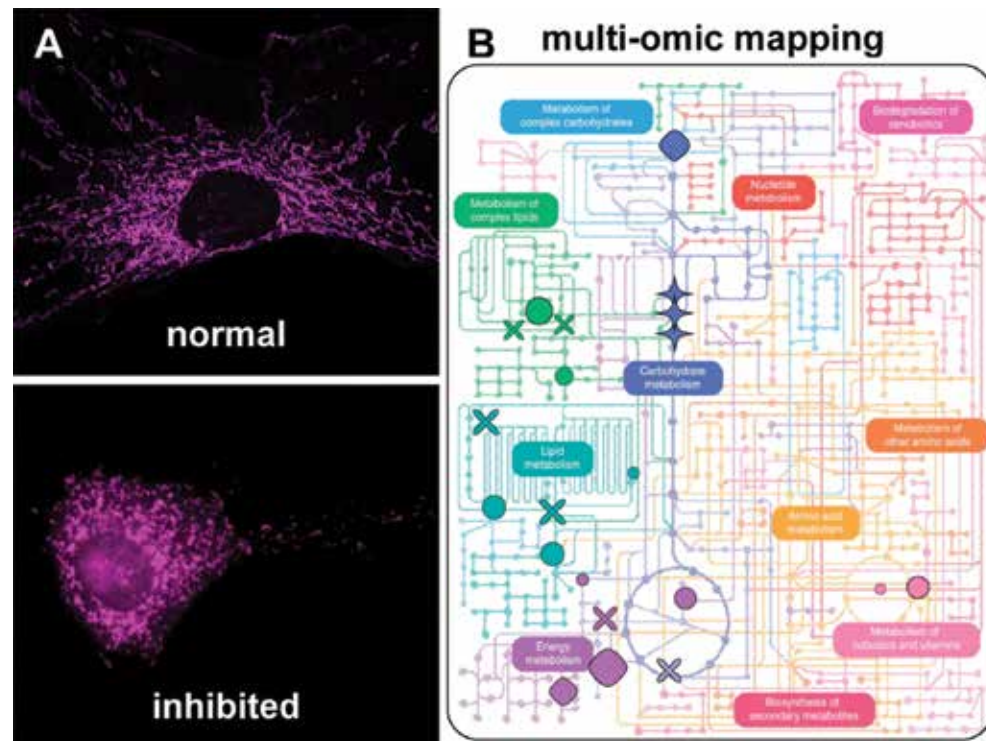 A
normal
inhibited
B
multi-omic mapping
Metabolism of
complex carbohydrates
Biodegradation of
xenobiotics
Nucleotide
metabolism
Metabolism of
complex lipids
Carbohydrate
metabolism
Metabolism of
other amino acids
Lipid
metabolism
Amino acid
metabolism
Metabolism of
cofactors and vitamins
Energy
metabolism
Biosynthesis of
secondary metabolites